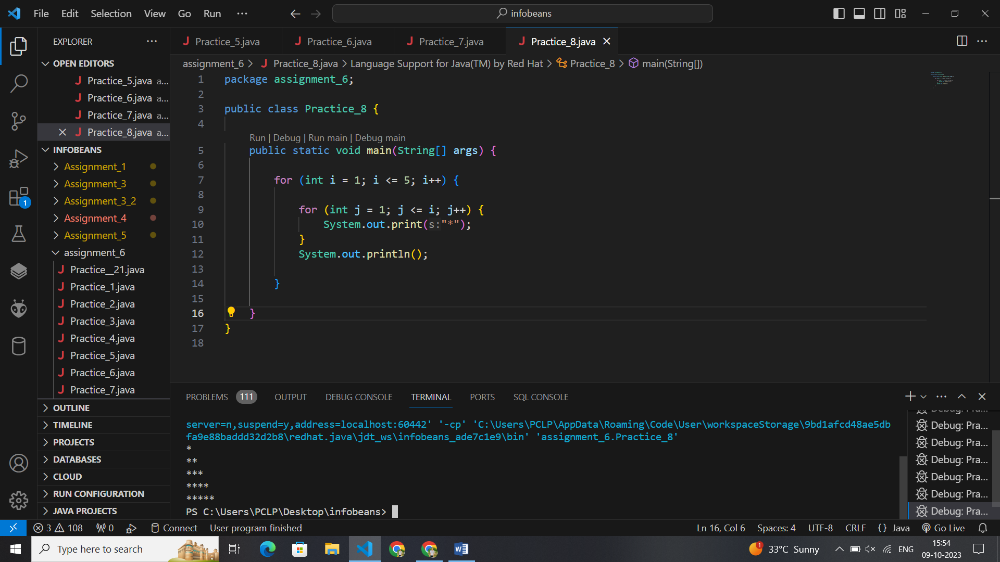 File Edit Selection View Go Run ··· infobeans
EXPLORER ···
OPEN EDITORS
Practice_5.java a...
Practice_6.java a...
Practice_7.java a...
Practice_8.java a...
INFOBEANS
Assignment_1
Assignment_3
Assignment_3_2
Assignment_4
Assignment_5
assignment_6
Practice__21.java
Practice_1.java
Practice_2.java
Practice_3.java
Practice_4.java
Practice_5.java
Practice_6.java
Practice_7.java
OUTLINE
TIMELINE
PROJECTS
DATABASES
CLOUD
RUN CONFIGURATION
JAVA PROJECTS
1
J Practice_5.java J Practice_6.java J Practice_7.java J Practice_8.java
assignment_6 > J Practice_8.java > Language Support for Java(TM) by Red Hat > Practice_8 > main(String[])
1 package assignment_6;
2
3 public class Practice_8 {
4
Run | Debug | Run main | Debug main
5 public static void main(String[] args) {
6
7 for (int i = 1; i <= 5; i++) {
8
9 for (int j = 1; j <= i; j++) {
10 System.out.print(s:"*");
11 }
12 System.out.println();
13
14 }
15
16 }
17 }
18
PROBLEMS 111 OUTPUT DEBUG CONSOLE TERMINAL PORTS SQL CONSOLE
server=n,suspend=y,address=localhost:60442' '-cp' 'C:\Users\PCLP\AppData\Roaming\Code\User\workspaceStorage\9bd1afcd48ae5db
fa9e88baddd32d2b8\redhat.java\jdt_ws\infobeans_ade7c1e9\bin' 'assignment_6.Practice_8'
*
**
***
****
*****
PS C:\Users\PCLP\Desktop\infobeans>
Debug: Pra...
Debug: Pra...
Debug: Pra...
Debug: Pra...
Debug: Pra...
Debug: Pra...
3 108 0 Connect User program finished Ln 16, Col 6 Spaces: 4 UTF-8 CRLF {} Java Go Live
Type here to search 1 33°C Sunny ENG 15:54
09-10-2023